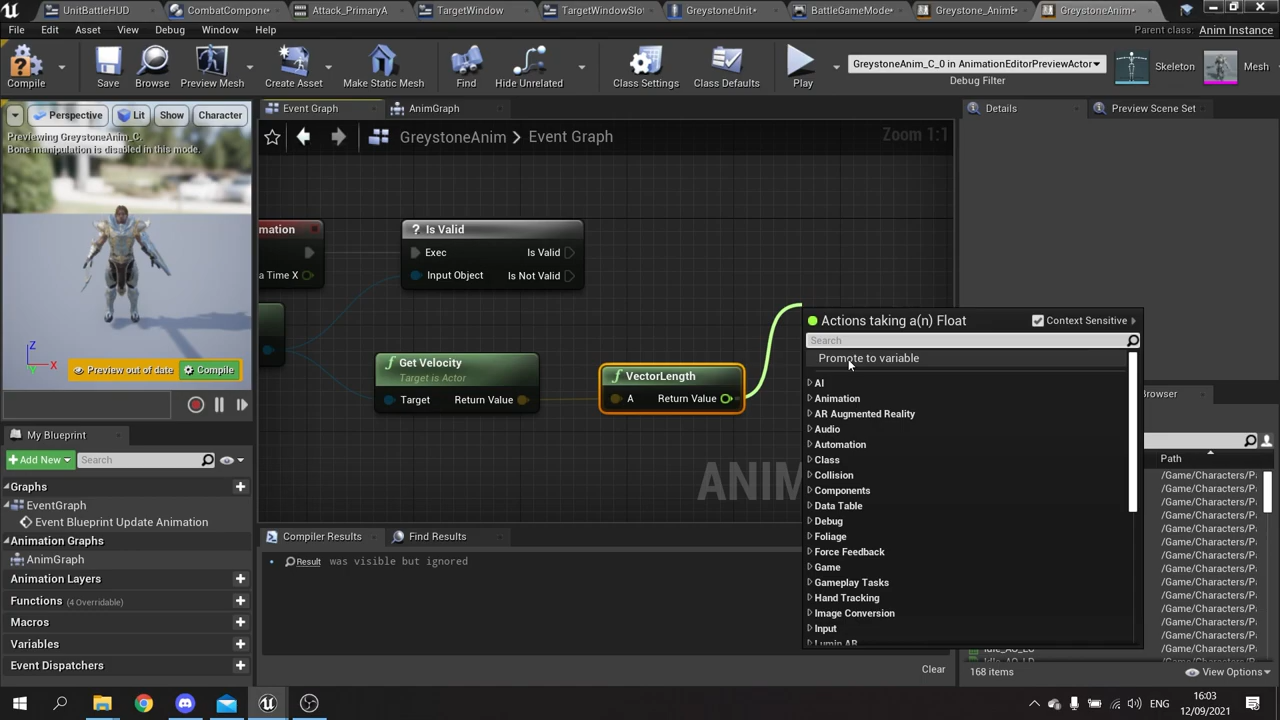 UnitBattleHUD
CombatCompon
Attack_PrimaryA
TargetWindow
TargetWindowSlo
GreystoneUnit
BattleGameMode
Greystone_AnimB
GreystoneAnim
File
Edit
Asset
View
Debug
Window
Help
Parent class: Anim Instance
Compile
Save
Browse
Preview Mesh
Create Asset
Make Static Mesh
Find
Hide Unrelated
Class Settings
Class Defaults
Play
GreystoneAnim_C_0 in AnimationEditorPreviewActor
Debug Filter
Skeleton
Mesh
Perspective
Lit
Show
Character
Previewing GreystoneAnim_C.
Bone manipulation is disabled in this mode.
Z
X
Y
Preview out of date
Compile
Event Graph
AnimGraph
GreystoneAnim > Event Graph
Zoom 1:1
mation
a Time X
? Is Valid
Exec
Is Valid
Input Object
Is Not Valid
f Get Velocity
Target is Actor
Target
Return Value
f VectorLength
A
Return Value
ANIM
Actions taking a(n) Float
Context Sensitive
Search
Promote to variable
AI
Animation
AR Augmented Reality
Audio
Automation
Class
Collision
Components
Data Table
Debug
Foliage
Force Feedback
Game
Gameplay Tasks
Hand Tracking
Image Conversion
Input
Lumin AR
Details
Preview Scene Set
Browser
Path
/Game/Characters/P
/Game/Characters/P
/Game/Characters/P
/Game/Characters/P
/Game/Characters/P
/Game/Characters/P
/Game/Characters/P
/Game/Characters/P
/Game/Characters/P
/Game/Characters/P
/Game/Characters/P
/Game/Characters/P
/Game/Characters/P
168 items
View Options
My Blueprint
Add New
Search
Graphs
EventGraph
Event Blueprint Update Animation
Animation Graphs
AnimGraph
Animation Layers
Functions (4 Overridable)
Macros
Variables
Event Dispatchers
Compiler Results
Find Results
Result was visible but ignored
Clear
ENG
16:03
12/09/2021